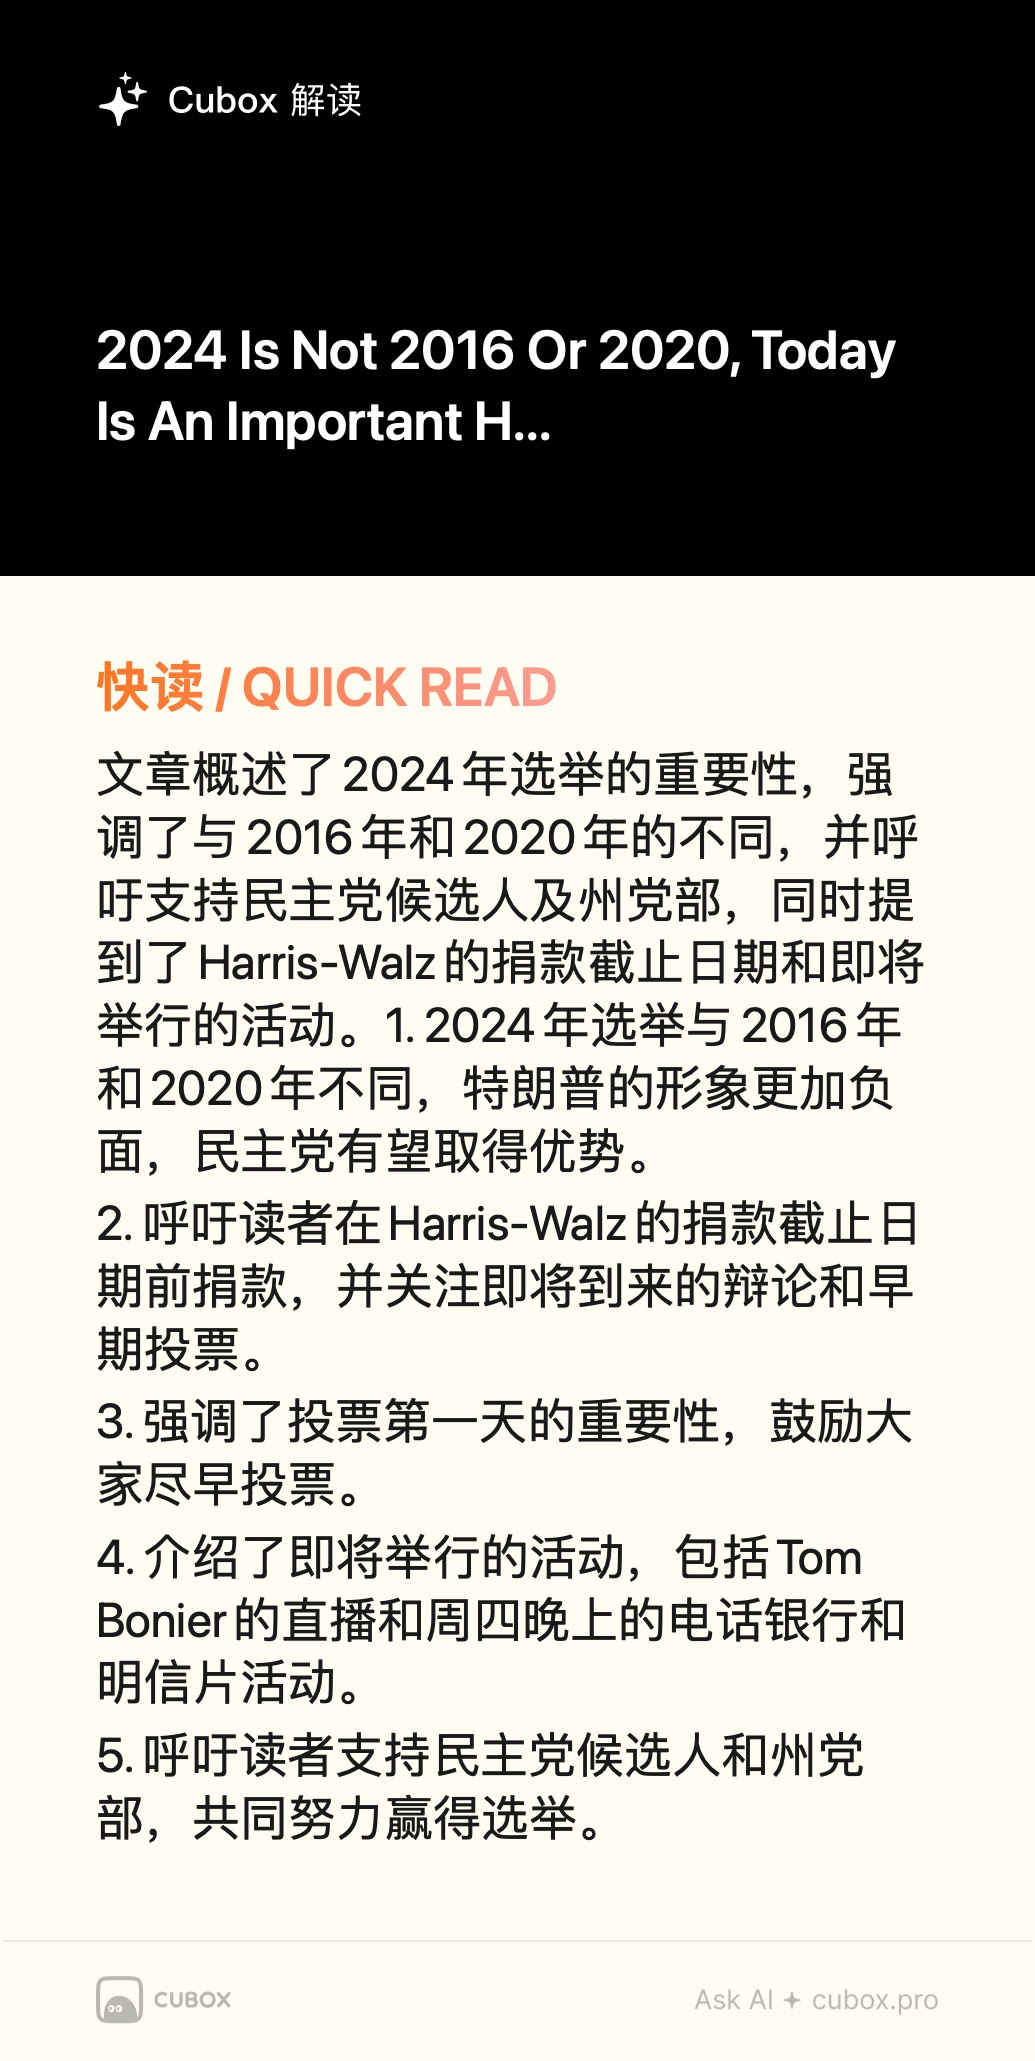 Cubox 解读
2024 Is Not 2016 Or 2020, Today
Is An Important H...
快读 / QUICK READ
文章概述了2024年选举的重要性，强
调了与2016年和2020年的不同，并呼
吁支持民主党候选人及州党部，同时提
到了Harris-Walz的捐款截止日期和即将
举行的活动。1. 2024年选举与2016年
和2020年不同，特朗普的形象更加负
面，民主党有望取得优势。
2. 呼吁读者在Harris-Walz的捐款截止日
期前捐款，并关注即将到来的辩论和早
期投票。
3. 强调了投票第一天的重要性，鼓励大
家尽早投票。
4. 介绍了即将举行的活动，包括Tom
Bonier的直播和周四晚上的电话银行和
明信片活动。
5. 呼吁读者支持民主党候选人和州党
部，共同努力赢得选举。
CUBOX
Ask AI ✦ cubox.pro